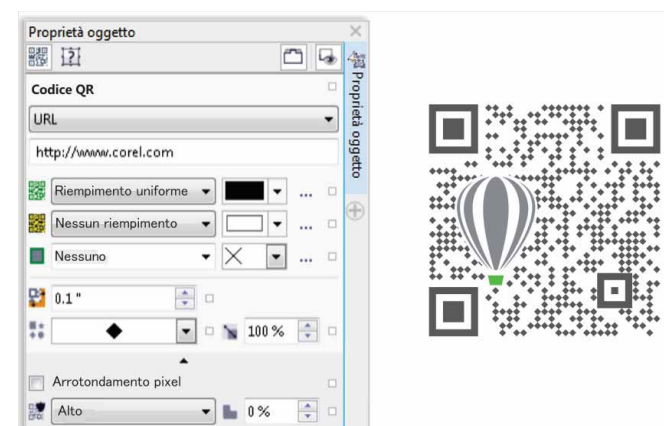 Proprietà oggetto
Codice QR
URL
http://www.corel.com
Riempimento uniforme
Nessun riempimento
Nessuno
0.1 "
100 %
Arrotondamento pixel
Alto
0 %
Proprietà oggetto